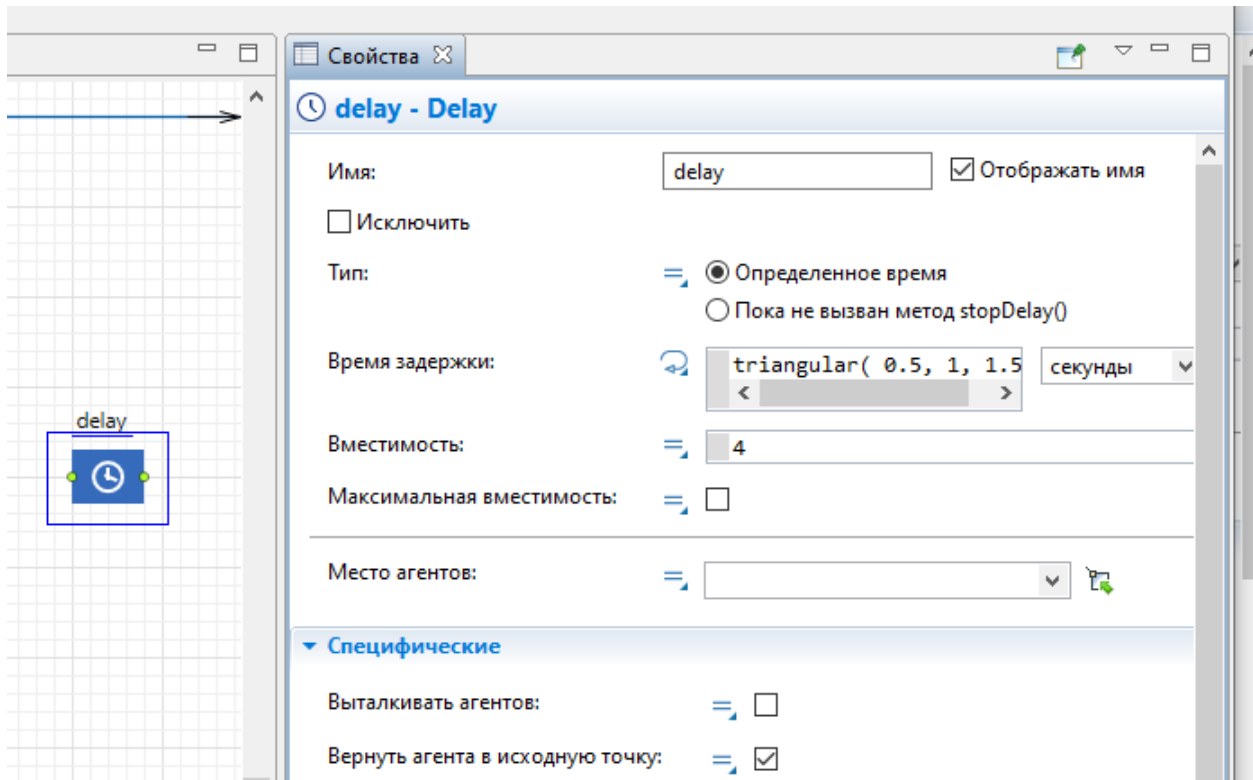 Свойства
delay - Delay
Имя:
delay
Отображать имя
Исключить
Тип:
Определенное время
Пока не вызван метод stopDelay()
Время задержки:
triangular( 0.5, 1, 1.5
секунды
delay
Вместимость:
4
Максимальная вместимость:
Место агентов:
Специфические
Выталкивать агентов:
Вернуть агента в исходную точку: